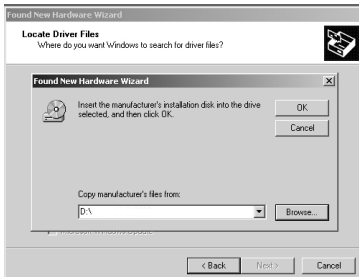 Found New Hardware Wizard
Locate Driver Files
Where do you want Windows to search for driver files?
Found New Hardware Wizard
Insert the manufacturer's installation disk into the drive
selected, and then click OK.
OK
Cancel
Copy manufacturer's files from:
D:\
Browse...
< Back
Next >
Cancel